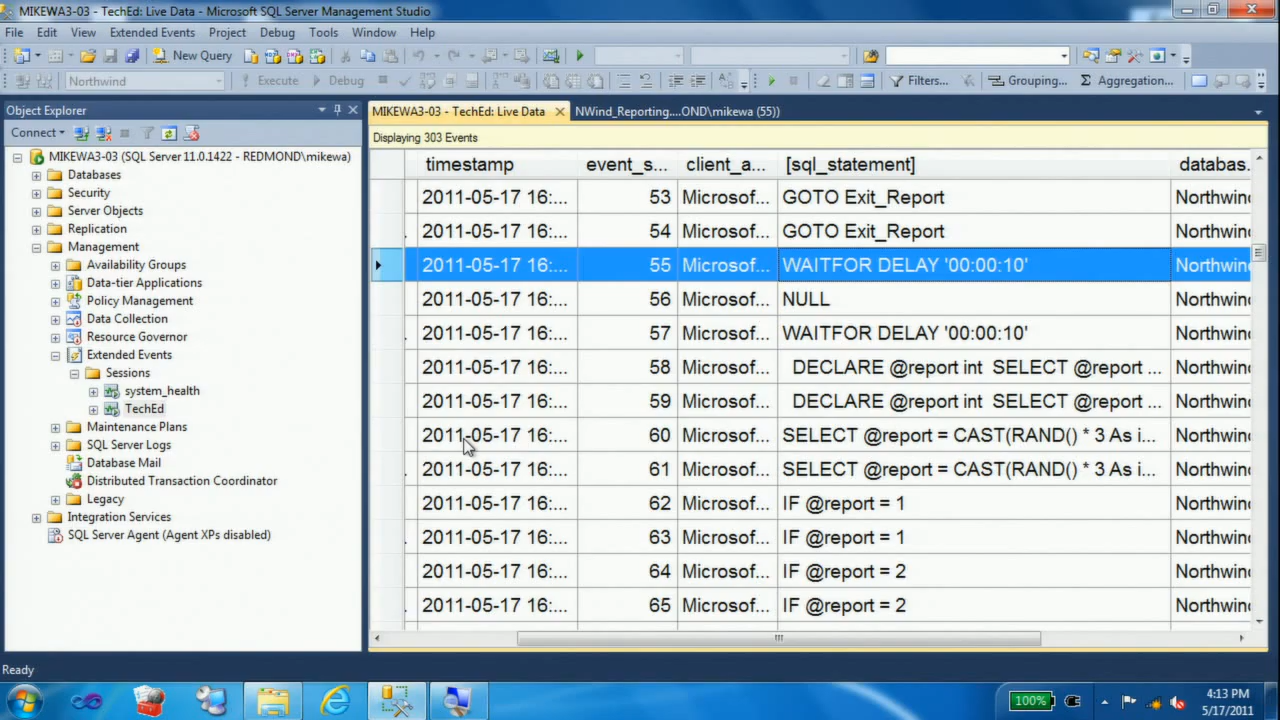 MIKEWA3-03 - TechEd: Live Data - Microsoft SQL Server Management Studio
File Edit View Extended Events Project Debug Tools Window Help
New Query
Northwind Execute Debug Filters... Grouping... Σ Aggregation...
Object Explorer
Connect
MIKEWA3-03 (SQL Server 11.0.1422 - REDMOND\mikewa)
Databases
Security
Server Objects
Replication
Management
Availability Groups
Data-tier Applications
Policy Management
Data Collection
Resource Governor
Extended Events
Sessions
system_health
TechEd
Maintenance Plans
SQL Server Logs
Database Mail
Distributed Transaction Coordinator
Legacy
Integration Services
SQL Server Agent (Agent XPs disabled)
MIKEWA3-03 - TechEd: Live Data NWind_Reporting....OND\mikewa (55))
Displaying 303 Events
timestamp event_s... client_a... [sql_statement] databas.
2011-05-17 16:... 53 Microsof... GOTO Exit_Report Northwind
2011-05-17 16:... 54 Microsof... GOTO Exit_Report Northwind
2011-05-17 16:... 55 Microsof... WAITFOR DELAY '00:00:10' Northwind
2011-05-17 16:... 56 Microsof... NULL Northwind
2011-05-17 16:... 57 Microsof... WAITFOR DELAY '00:00:10' Northwind
2011-05-17 16:... 58 Microsof... DECLARE @report int SELECT @report ... Northwind
2011-05-17 16:... 59 Microsof... DECLARE @report int SELECT @report ... Northwind
2011-05-17 16:... 60 Microsof... SELECT @report = CAST(RAND() * 3 As i... Northwind
2011-05-17 16:... 61 Microsof... SELECT @report = CAST(RAND() * 3 As i... Northwind
2011-05-17 16:... 62 Microsof... IF @report = 1 Northwind
2011-05-17 16:... 63 Microsof... IF @report = 1 Northwind
2011-05-17 16:... 64 Microsof... IF @report = 2 Northwind
2011-05-17 16:... 65 Microsof... IF @report = 2 Northwind
Ready
100%
4:13 PM
5/17/2011